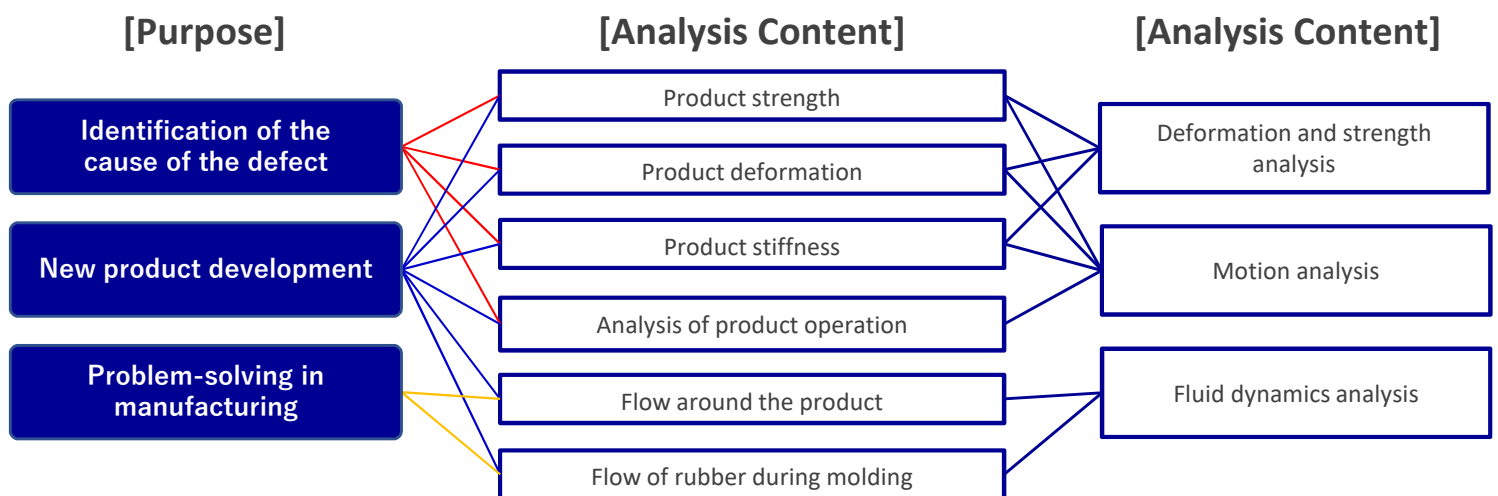 [Purpose]
[Analysis Content]
[Analysis Content]
Identification of the
cause of the defect
New product development
Problem-solving in
manufacturing
Product strength
Product deformation
Product stiffness
Analysis of product operation
Flow around the product
Flow of rubber during molding
Deformation and strength
analysis
Motion analysis
Fluid dynamics analysis